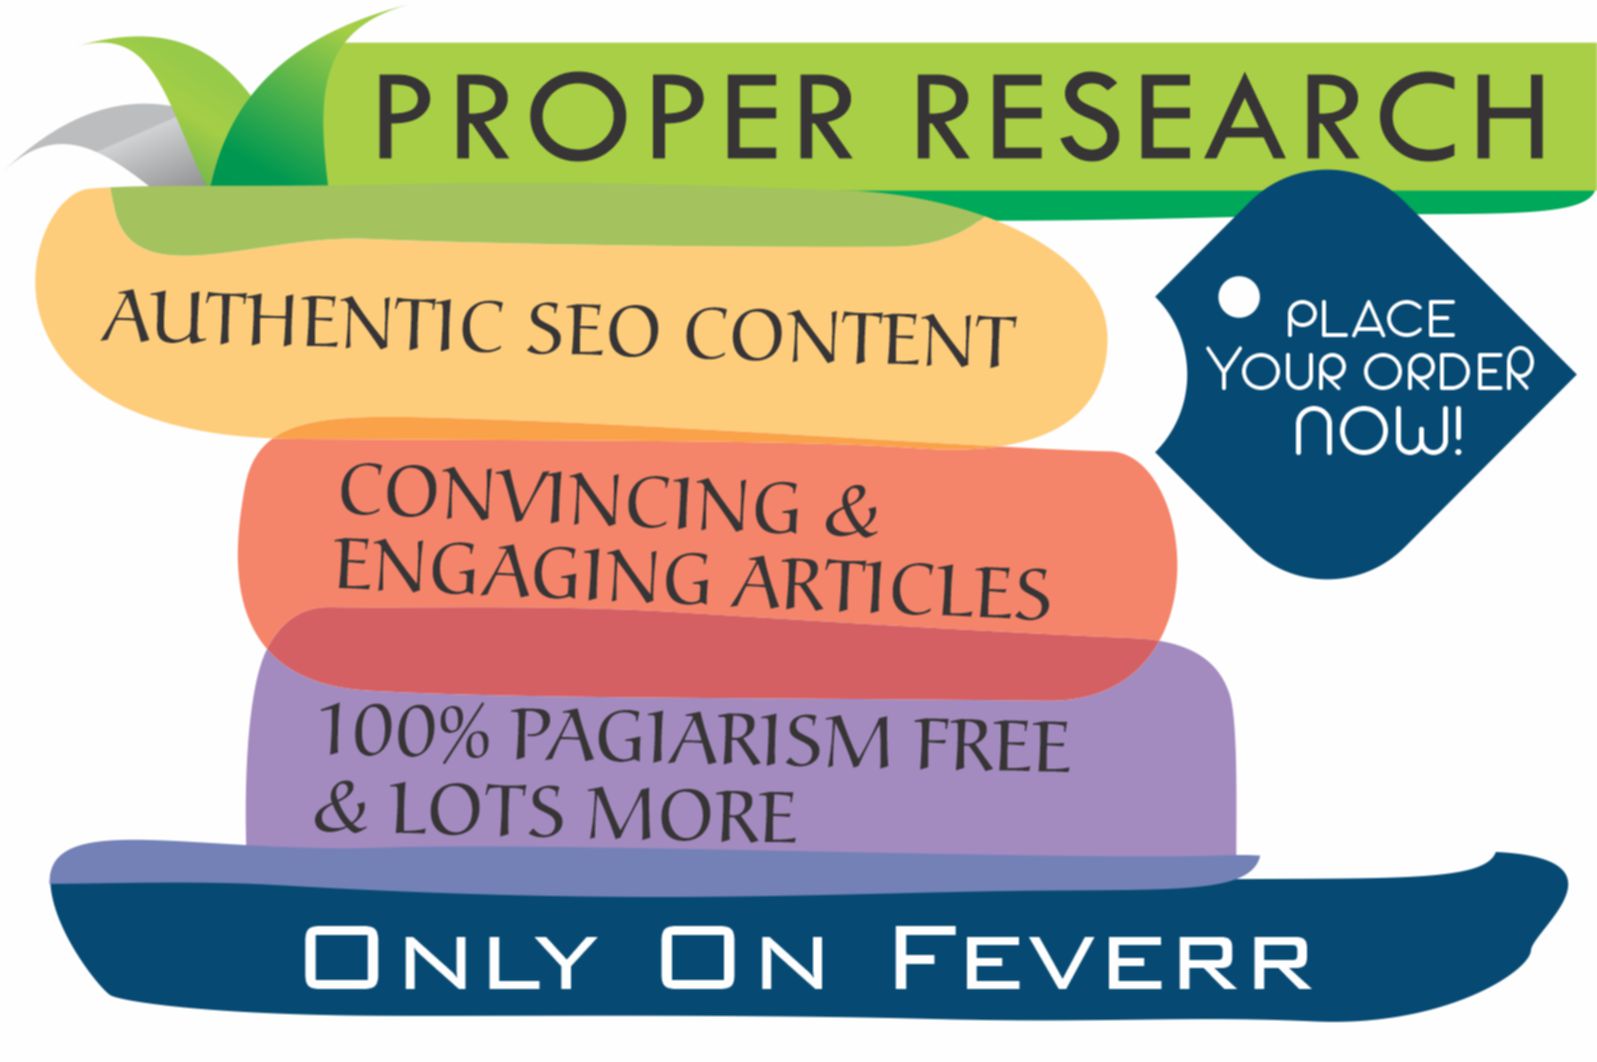 PROPER RESEARCH
AUTHENTIC SEO CONTENT
PLACE
YOUR ORDER
NOW!
CONVINCING &
ENGAGING ARTICLES
100% PAGIARISM FREE
& LOTS MORE
ONLY ON FEVERR